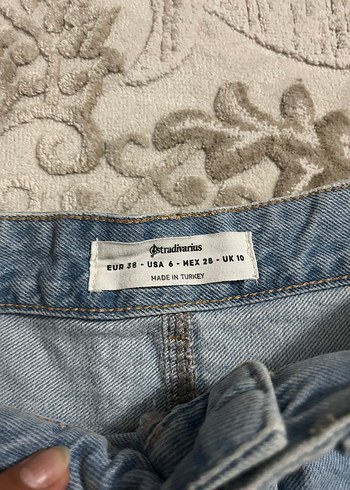 stradivarius
EUR 38 - USA 6 - MEX 28 - UK 10
MADE IN TURKEY